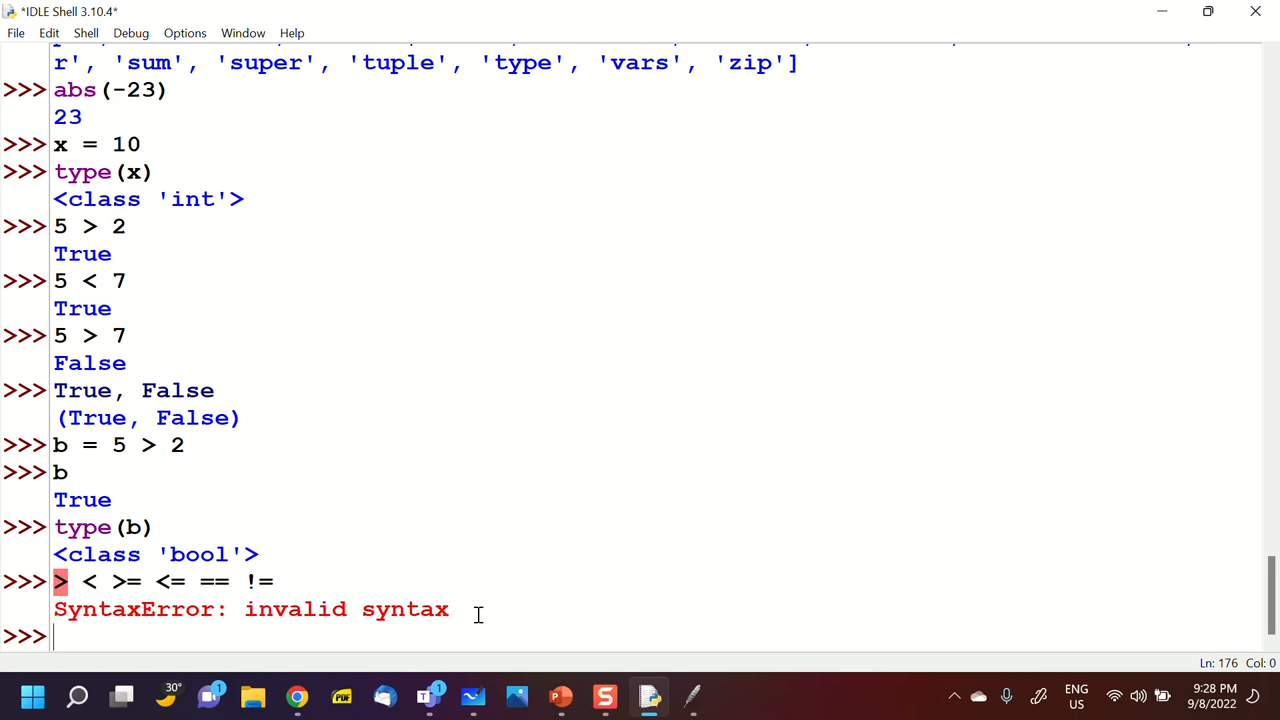 *IDLE Shell 3.10.4*
File Edit Shell Debug Options Window Help
r', 'sum', 'super', 'tuple', 'type', 'vars', 'zip']
>>> abs(-23)
23
>>> x = 10
>>> type(x)
<class 'int'>
>>> 5 > 2
True
>>> 5 < 7
True
>>> 5 > 7
False
>>> True, False
(True, False)
>>> b = 5 > 2
>>> b
True
>>> type(b)
<class 'bool'>
>>> > < >= <= == !=
SyntaxError: invalid syntax
>>>
Ln: 176 Col: 0
30° 1 PDF 1 ENG US 9:28 PM 9/8/2022